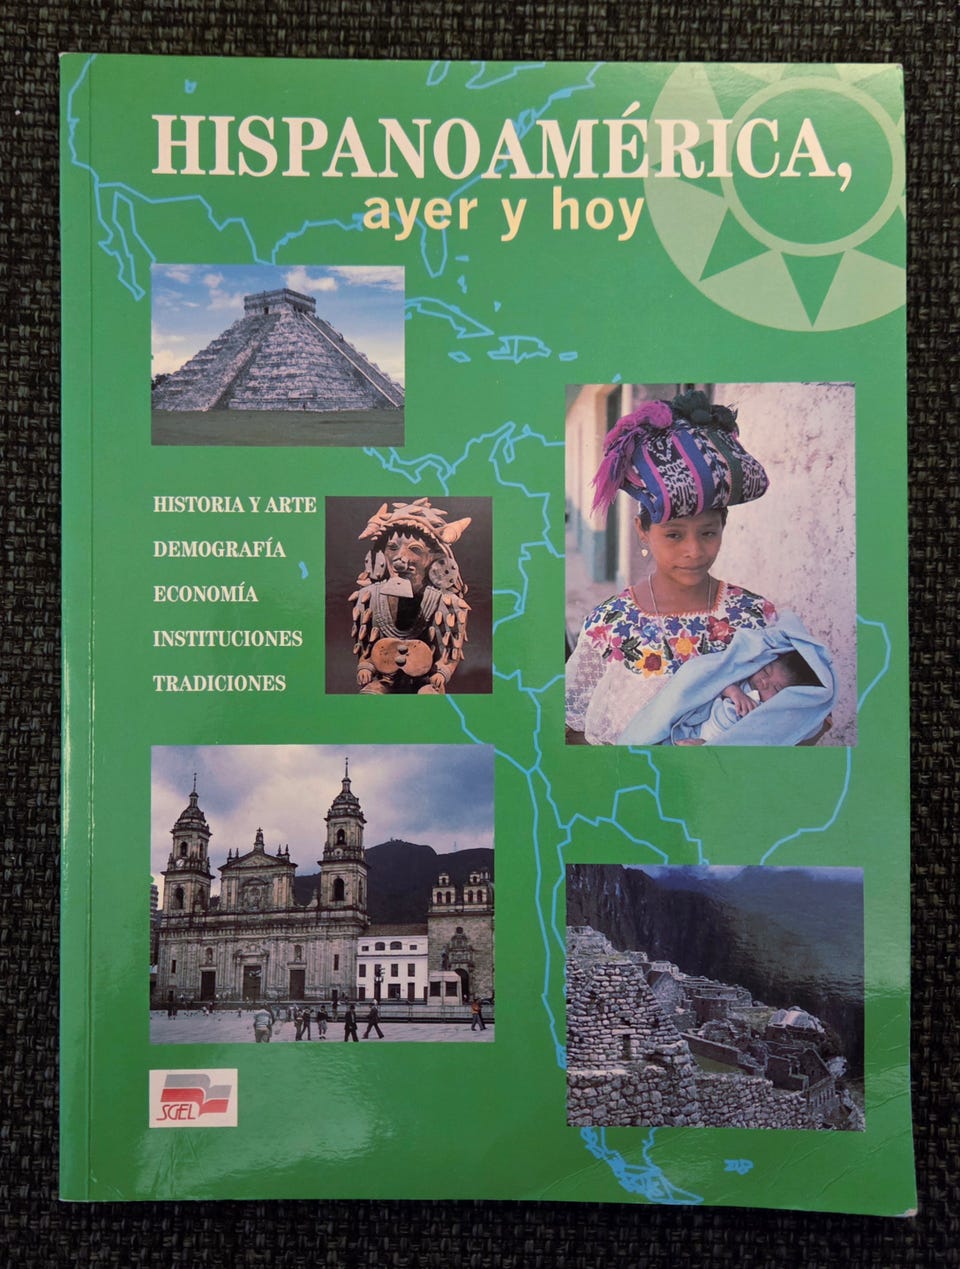 HISPANOAMÉRICA,
ayer y hoy
HISTORIA Y ARTE
DEMOGRAFÍA
ECONOMÍA
INSTITUCIONES
TRADICIONES
SGEL